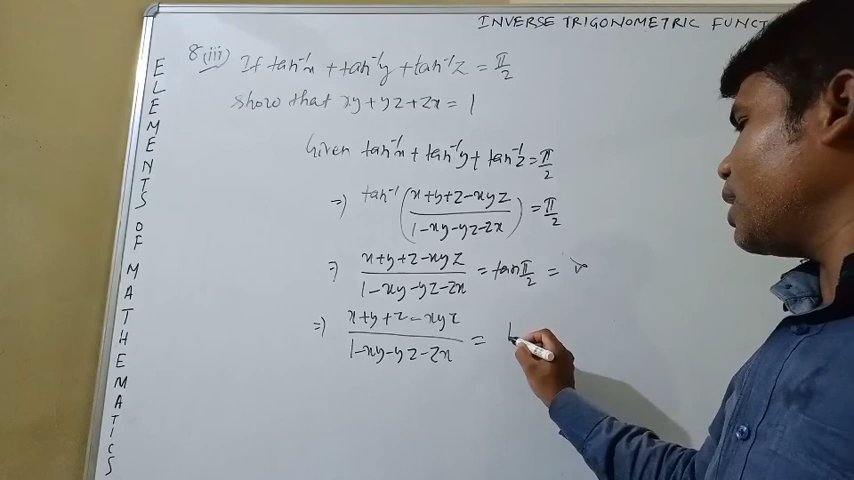 INVERSE TRIGONOMETRIC FUNCT
ELEMENTS OF MATHEMATICS
8(iii) If tan⁻¹x + tan⁻¹y + tan⁻¹z = π/2
show that xy + yz + zx = 1
Given tan⁻¹x + tan⁻¹y + tan⁻¹z = π/2
⇒) tan⁻¹((x+y+z-xyz)/(1-xy-yz-zx)) = π/2
⇒ (x+y+z-xyz)/(1-xy-yz-zx) = tan π/2 =
⇒) (x+y+z-xyz)/(1-xy-yz-zx) = 1